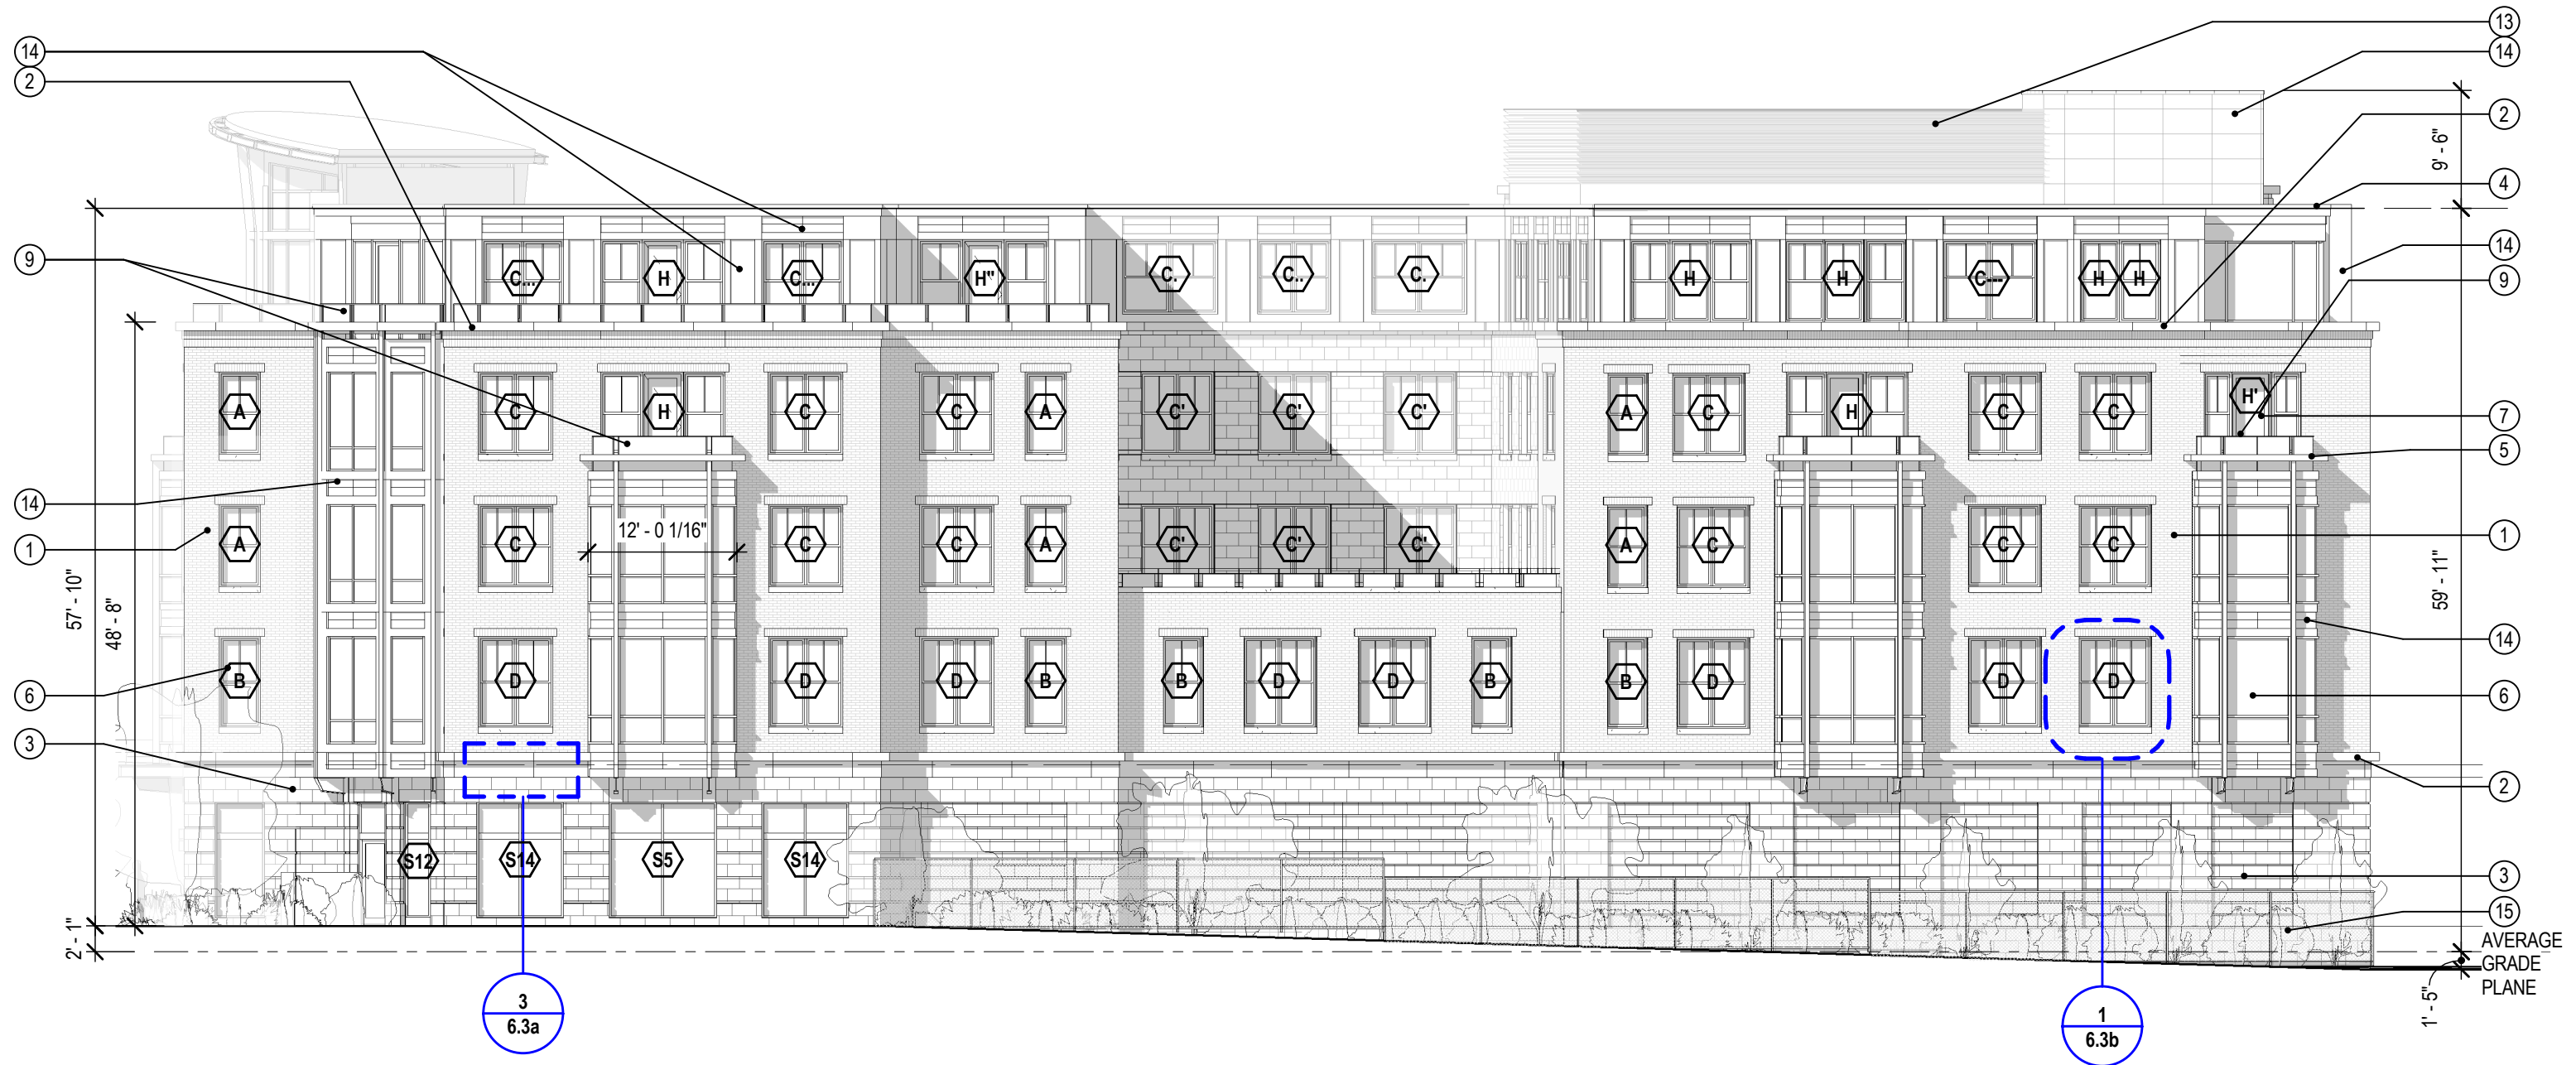 14
2
13
14
2
9' - 6"
4
14
9
9
C... H C... H" C. C.. C. H H C--- H H
57' - 10"
48' - 8"
A C H C C A C' C' C' A C H C C H'
7
5
14
1
A C 12' - 0 1/16" C C A C' C' C' A C C C
1
59' - 11"
6
B D D D B B D D B B D D D
14
6
3
2
S12 S14 S5 S14
3
15
2' - 1"
AVERAGE
GRADE
PLANE
1' - 5"
3
6.3a
1
6.3b